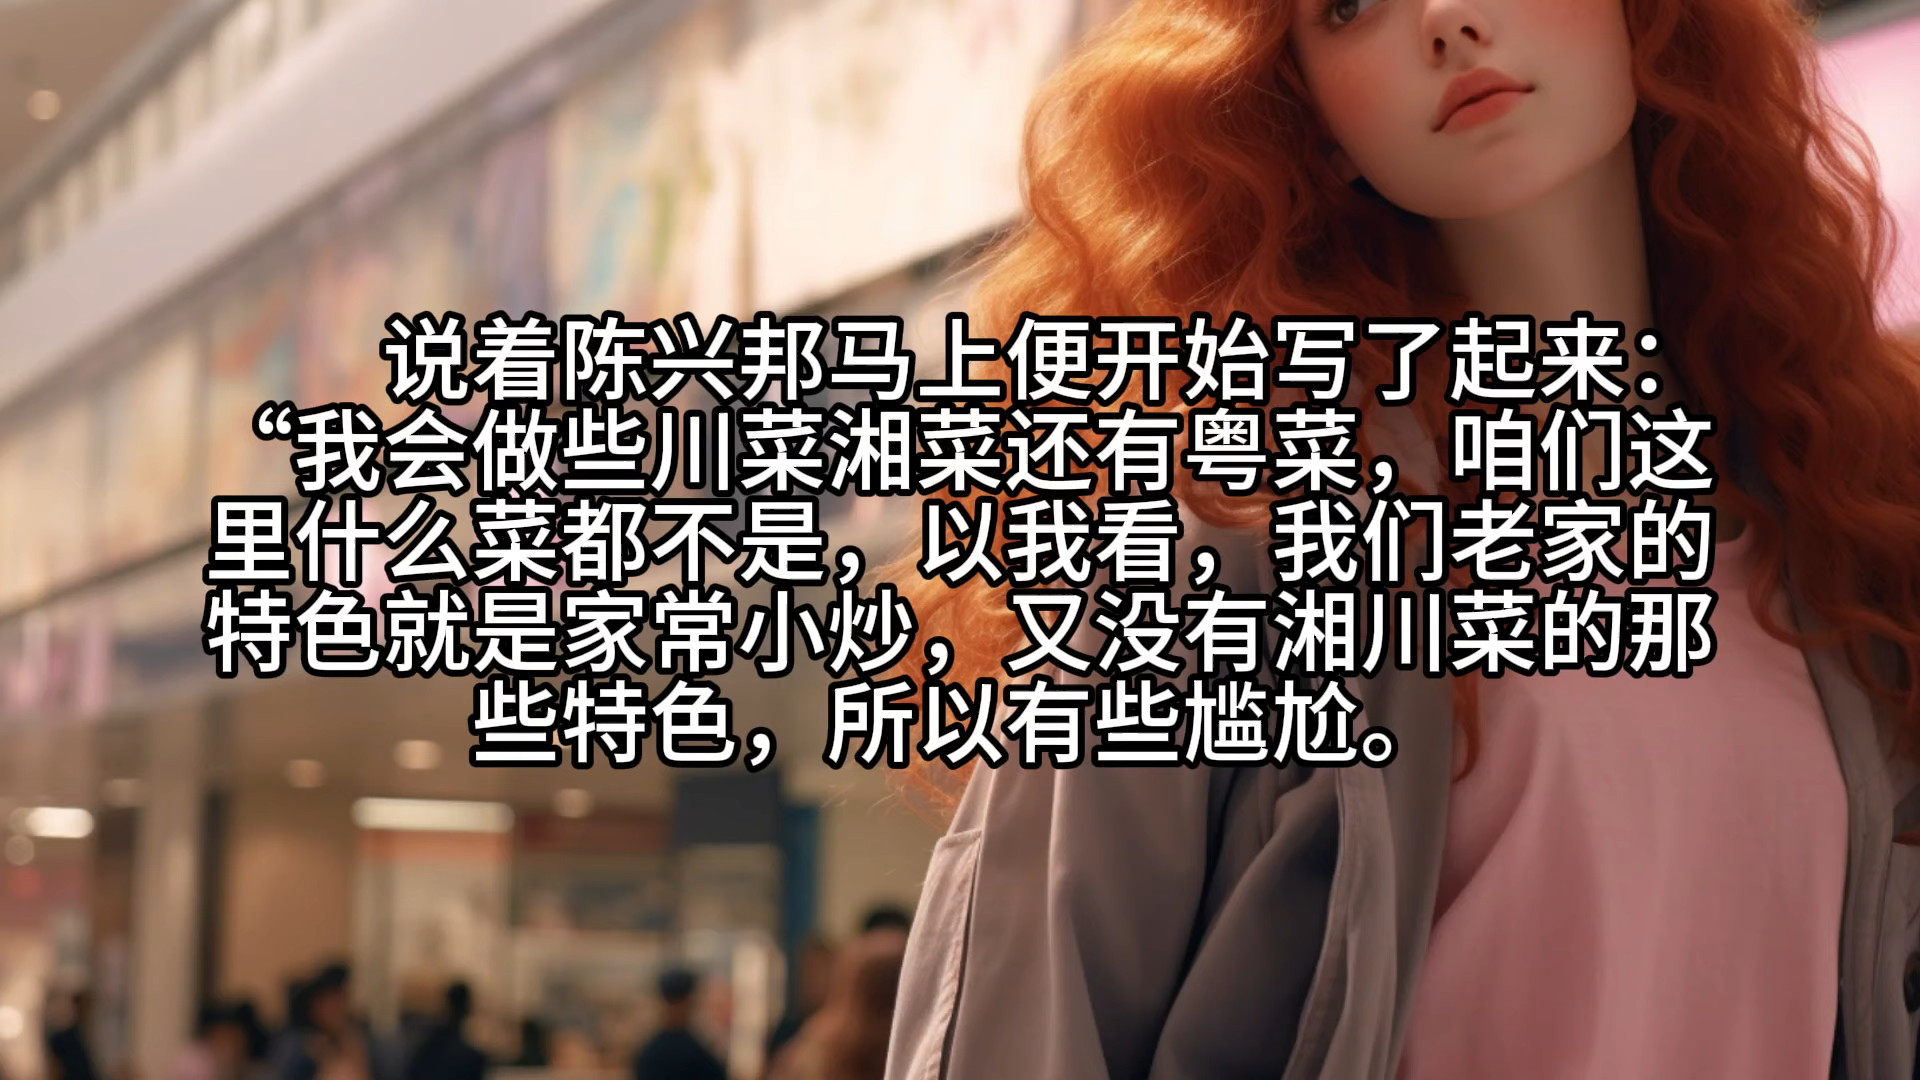 说着陈兴邦马上便开始写了起来：
“我会做些川菜湘菜还有粤菜，咱们这
里什么菜都不是，以我看，我们老家的
特色就是家常小炒，又没有湘川菜的那
些特色，所以有些尴尬。